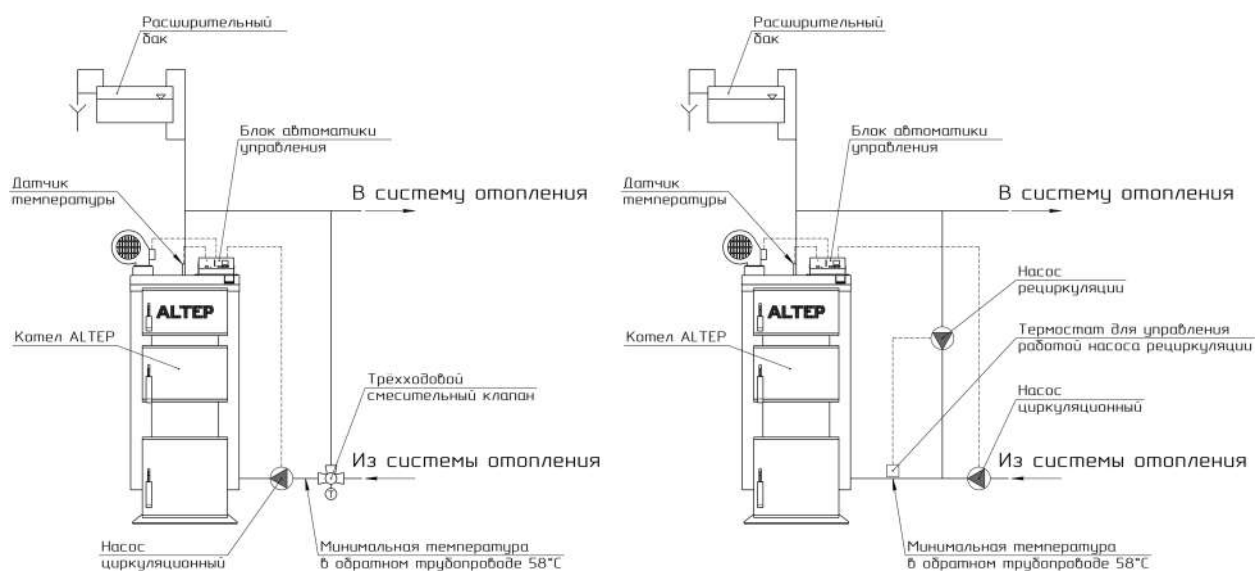 Расширительный
бак
Блок автоматики
управления
Датчик
температуры
В систему отопления
ALTEP
Котел ALTEP
Трёхходовой
смесительный клапан
Из системы отопления
T
Насос
циркуляционный
Минимальная температура
в обратном трубопроводе 58°С
Расширительный
бак
Блок автоматики
управления
Датчик
температуры
В систему отопления
Насос
рециркуляции
ALTEP
Котел ALTEP
Термостат для управления
работой насоса рециркуляции
Насос
циркуляционный
Из системы отопления
Минимальная температура
в обратном трубопроводе 58°С